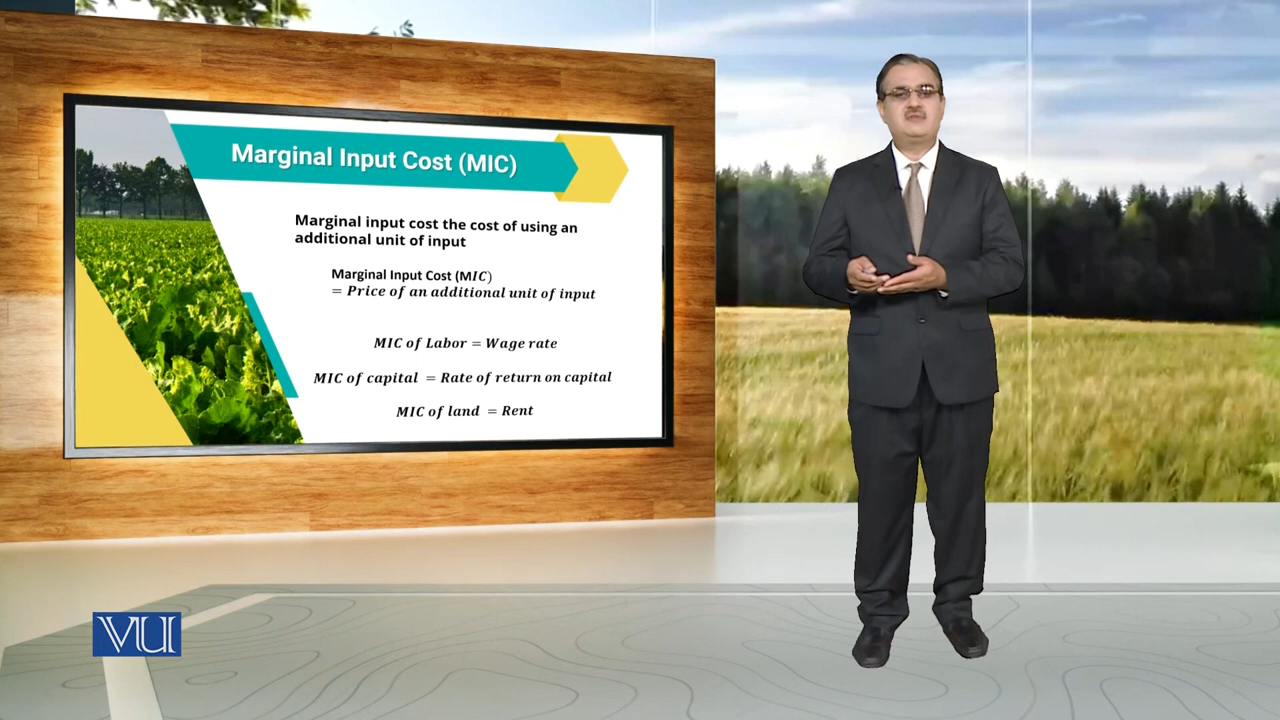 Marginal Input Cost (MIC)
Marginal input cost the cost of using an
additional unit of input
Marginal Input Cost (MIC)
= Price of an additional unit of input
MIC of Labor = Wage rate
MIC of capital = Rate of return on capital
MIC of land = Rent
VU